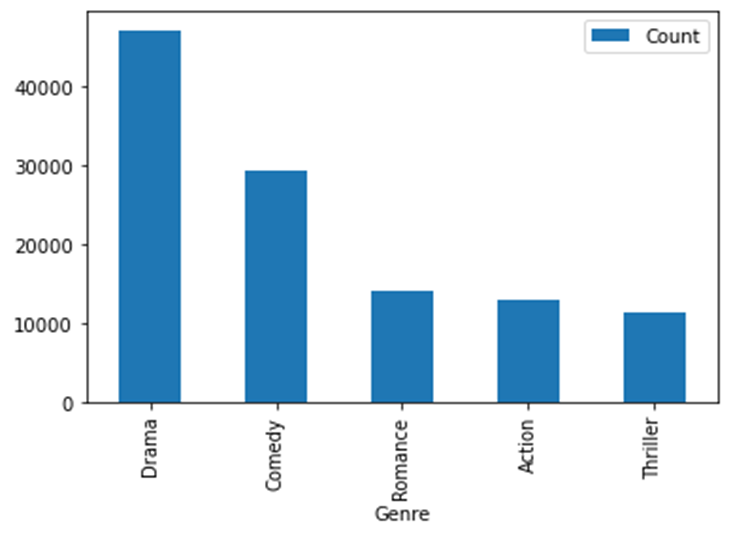 Count
40000
30000
20000
10000
0
Drama
Comedy
Romance
Action
Thriller
Genre